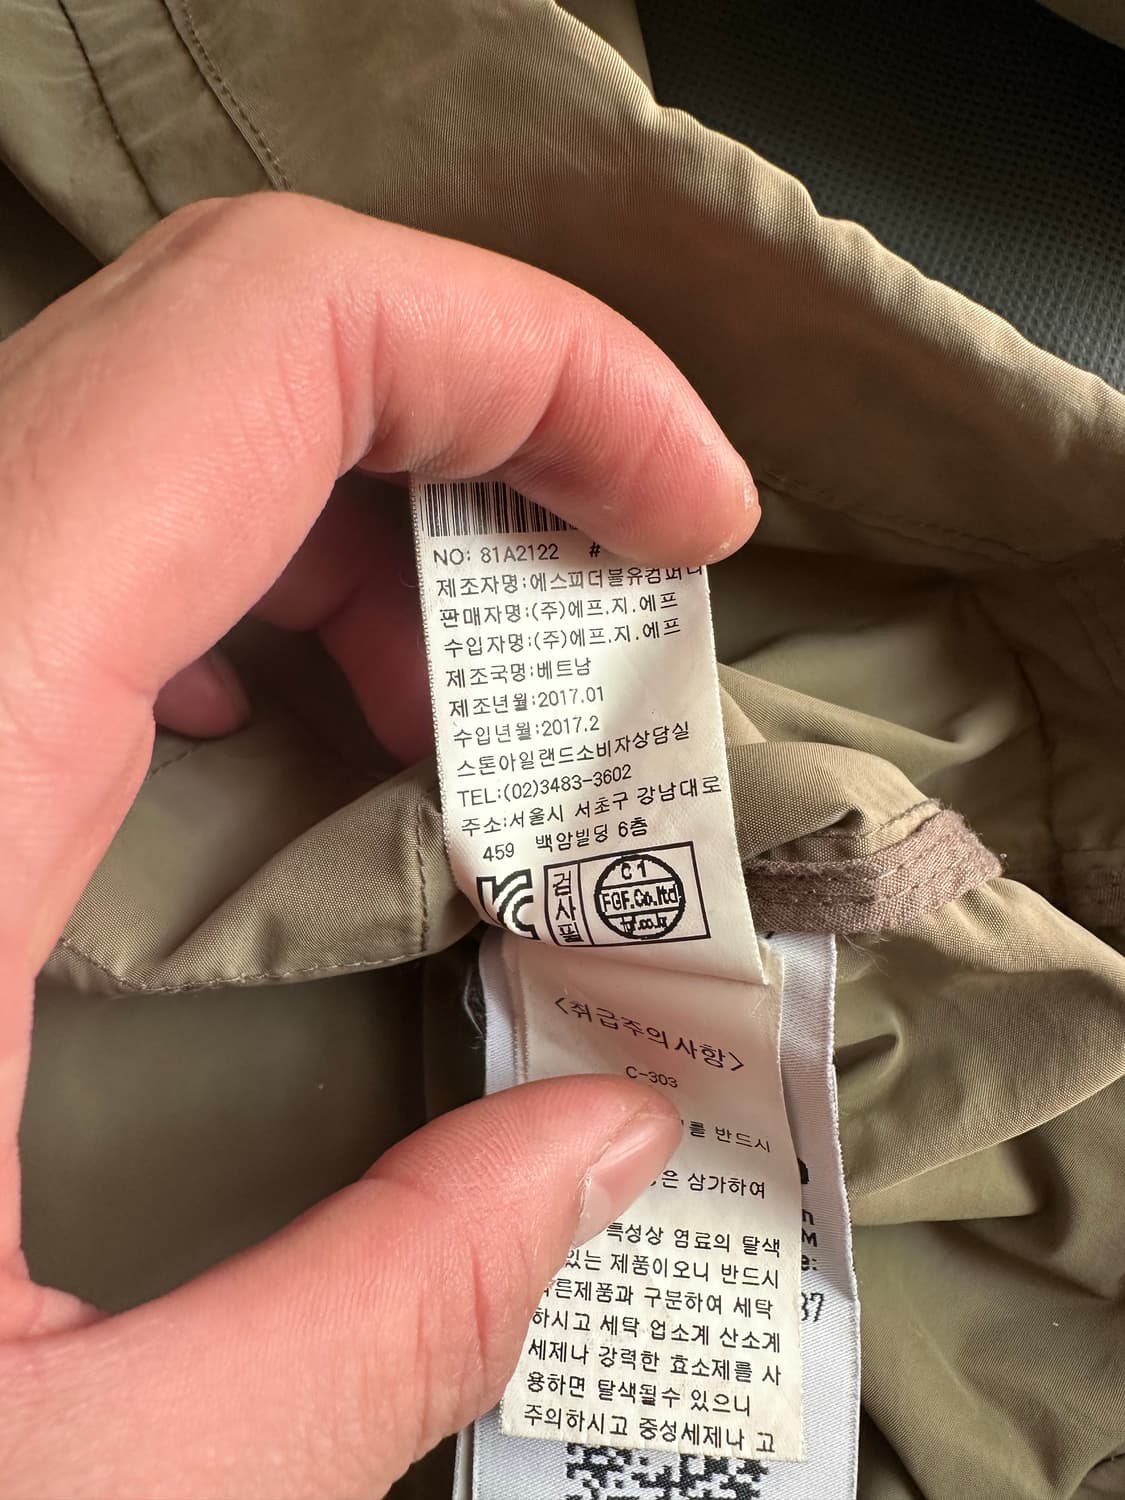 NO: 81A2122 #
제조자명:에스피더블유컴퍼니
판매자명:(주)에프.지.에프
수입자명:(주)에프.지.에프
제조국명:베트남
제조년월:2017.01
수입년월:2017.2
스톤아일랜드소비자상담실
TEL:(02)3483-3602
주소:서울시 서초구 강남대로
459 백암빌딩 6층
검사필
C1
FGF.Co.ltd
<취급주의사항>
C-303
를 반드시
은 삼가하여
특성상 염료의 탈색
있는 제품이오니 반드시
른제품과 구분하여 세탁
하시고 세탁 업소계 산소계
세제나 강력한 효소제를 사
용하면 탈색될수 있으니
주의하시고 중성세제나 고
n
M
e:
37